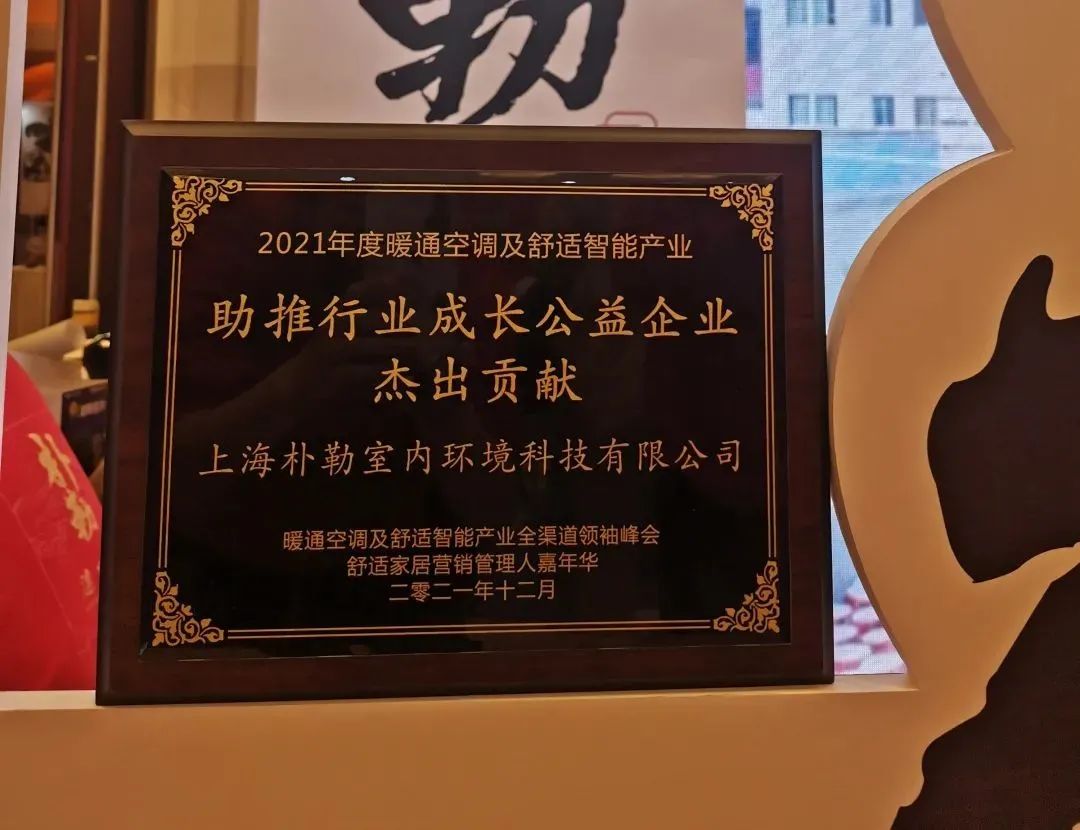 勒
2021年度暖通空调及舒适智能产业
助推行业成长公益企业
杰出贡献
上海朴勒室内环境科技有限公司
暖通空调及舒适智能产业全渠道领袖峰会
舒适家居营销管理人嘉年华
二零二一年十二月
朴勒